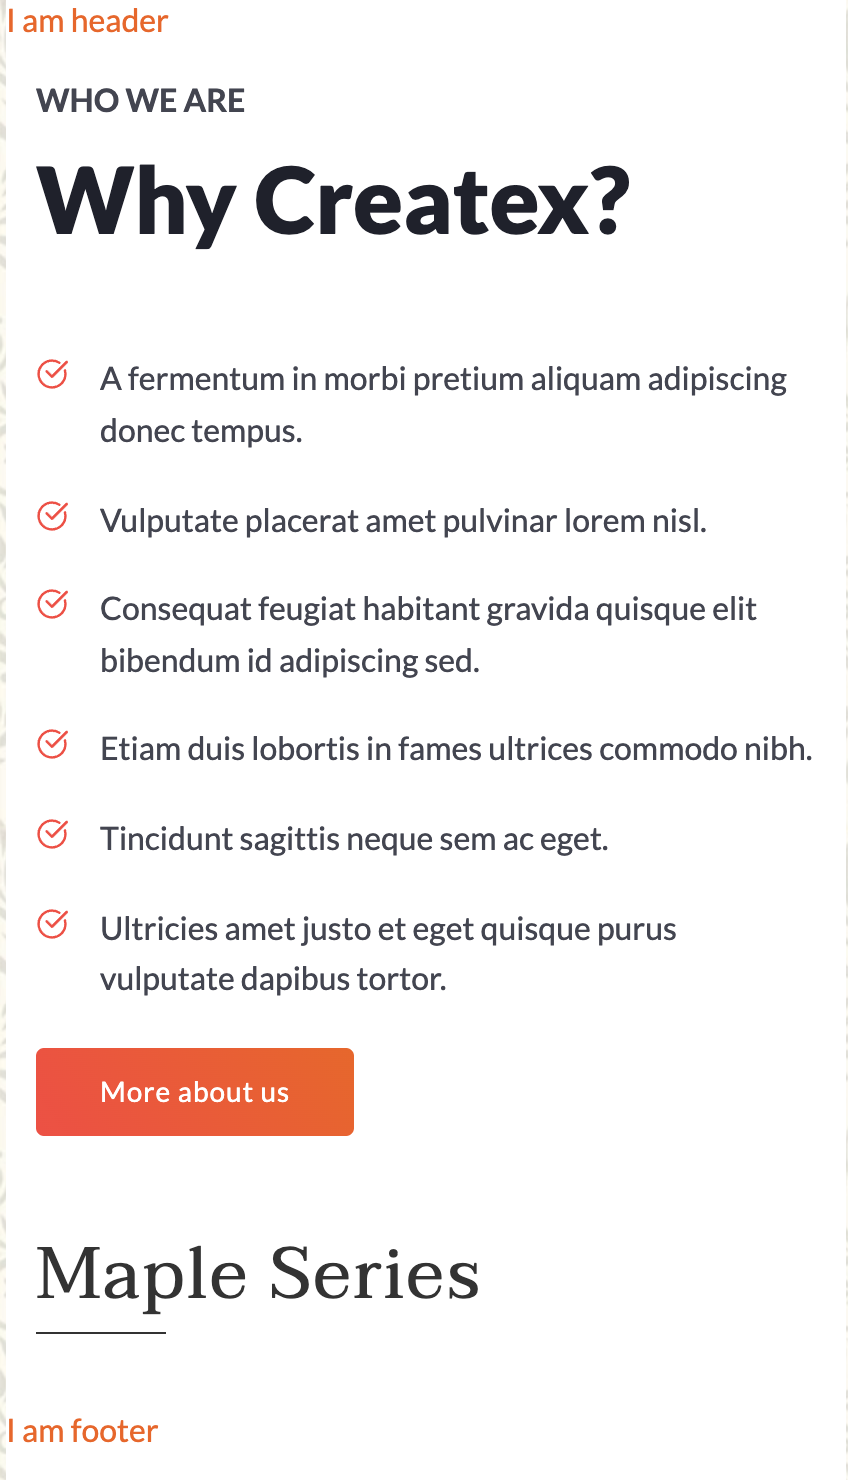 I am header
WHO WE ARE
Why Createx?
A fermentum in morbi pretium aliquam adipiscing
donec tempus.
Vulputate placerat amet pulvinar lorem nisl.
Consequat feugiat habitant gravida quisque elit
bibendum id adipiscing sed.
Etiam duis lobortis in fames ultrices commodo nibh.
Tincidunt sagittis neque sem ac eget.
Ultricies amet justo et eget quisque purus
vulputate dapibus tortor.
More about us
Maple Series
I am footer